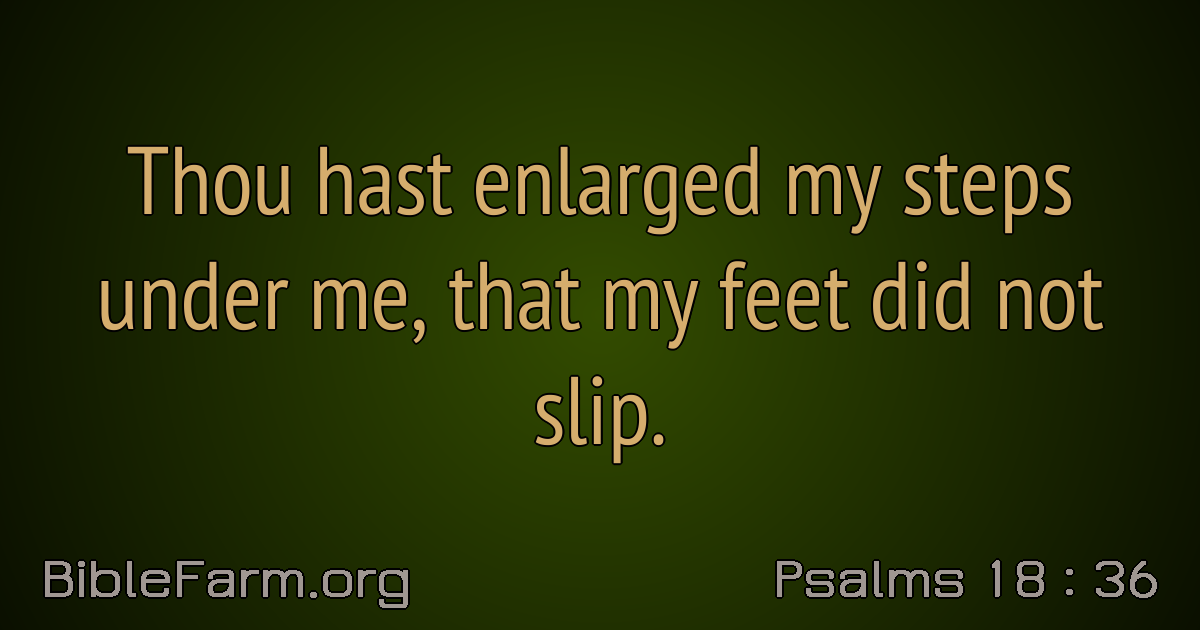 Thou hast enlarged my steps
under me, that my feet did not
slip.
BibleFarm.org
Psalms 18 : 36